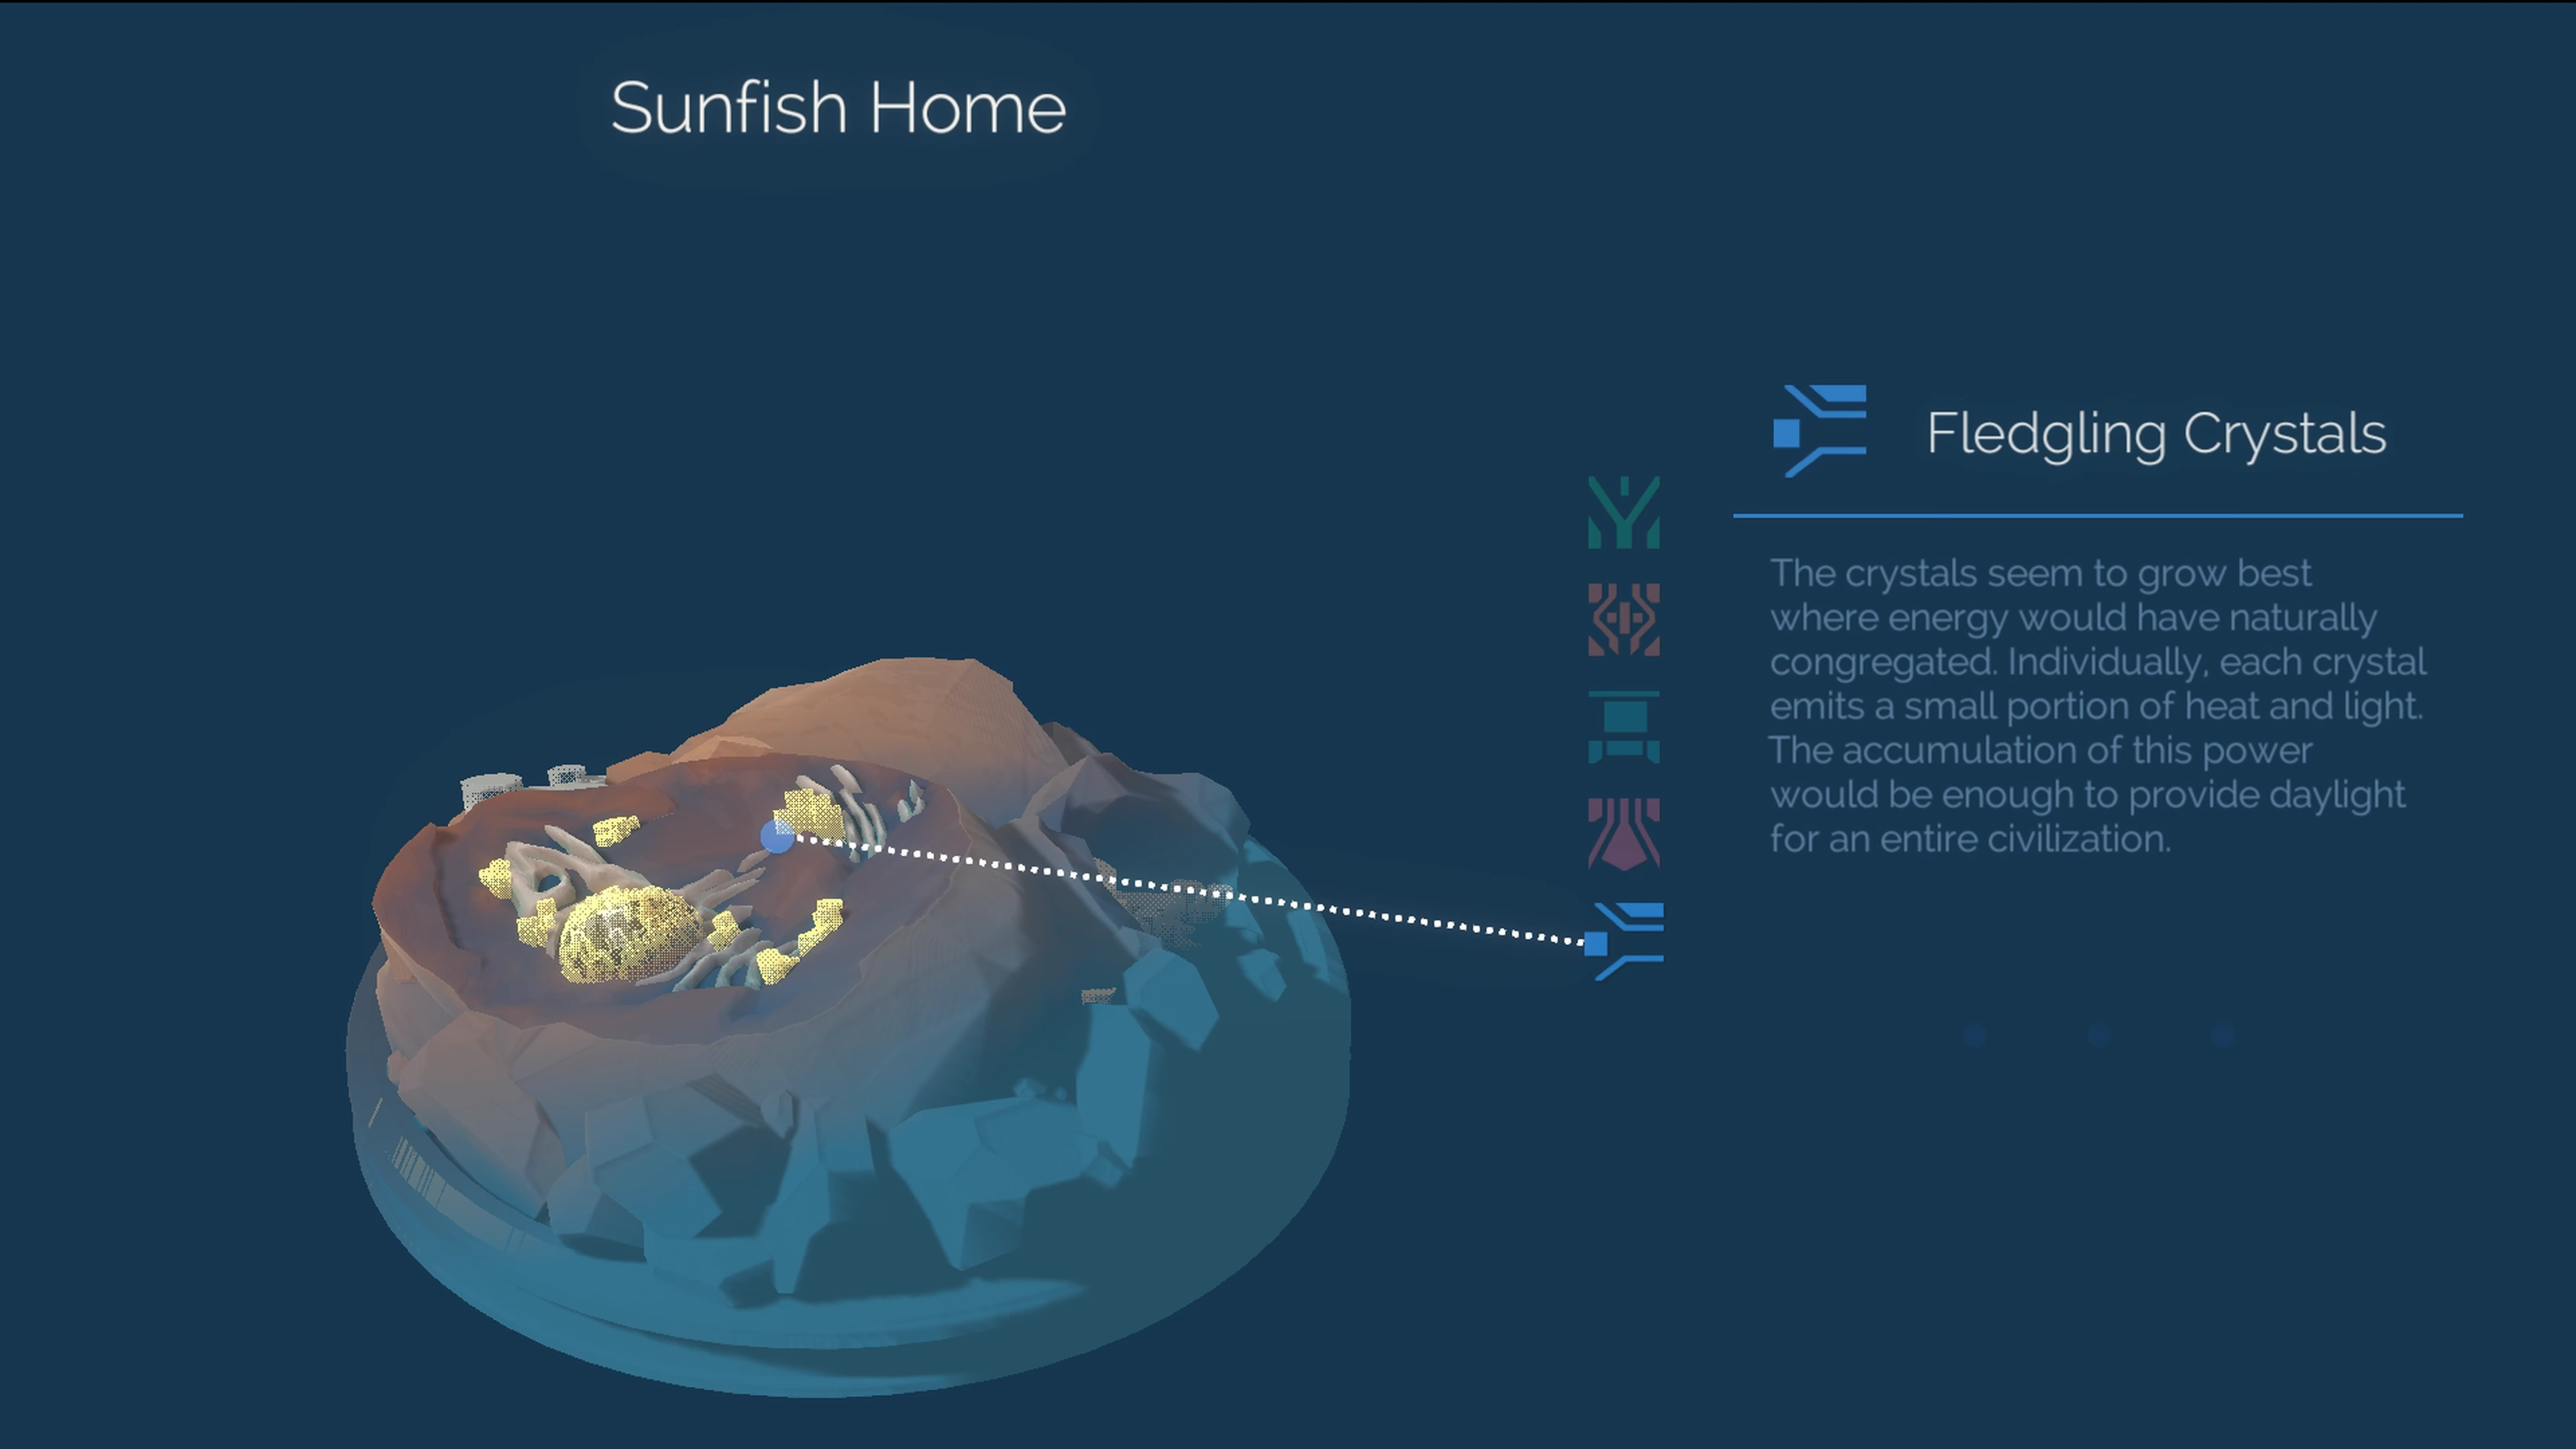 Sunfish Home
Fledgling Crystals
The crystals seem to grow best
where energy would have naturally
congregated. Individually, each crystal
emits a small portion of heat and light.
The accumulation of this power
would be enough to provide daylight
for an entire civilization.